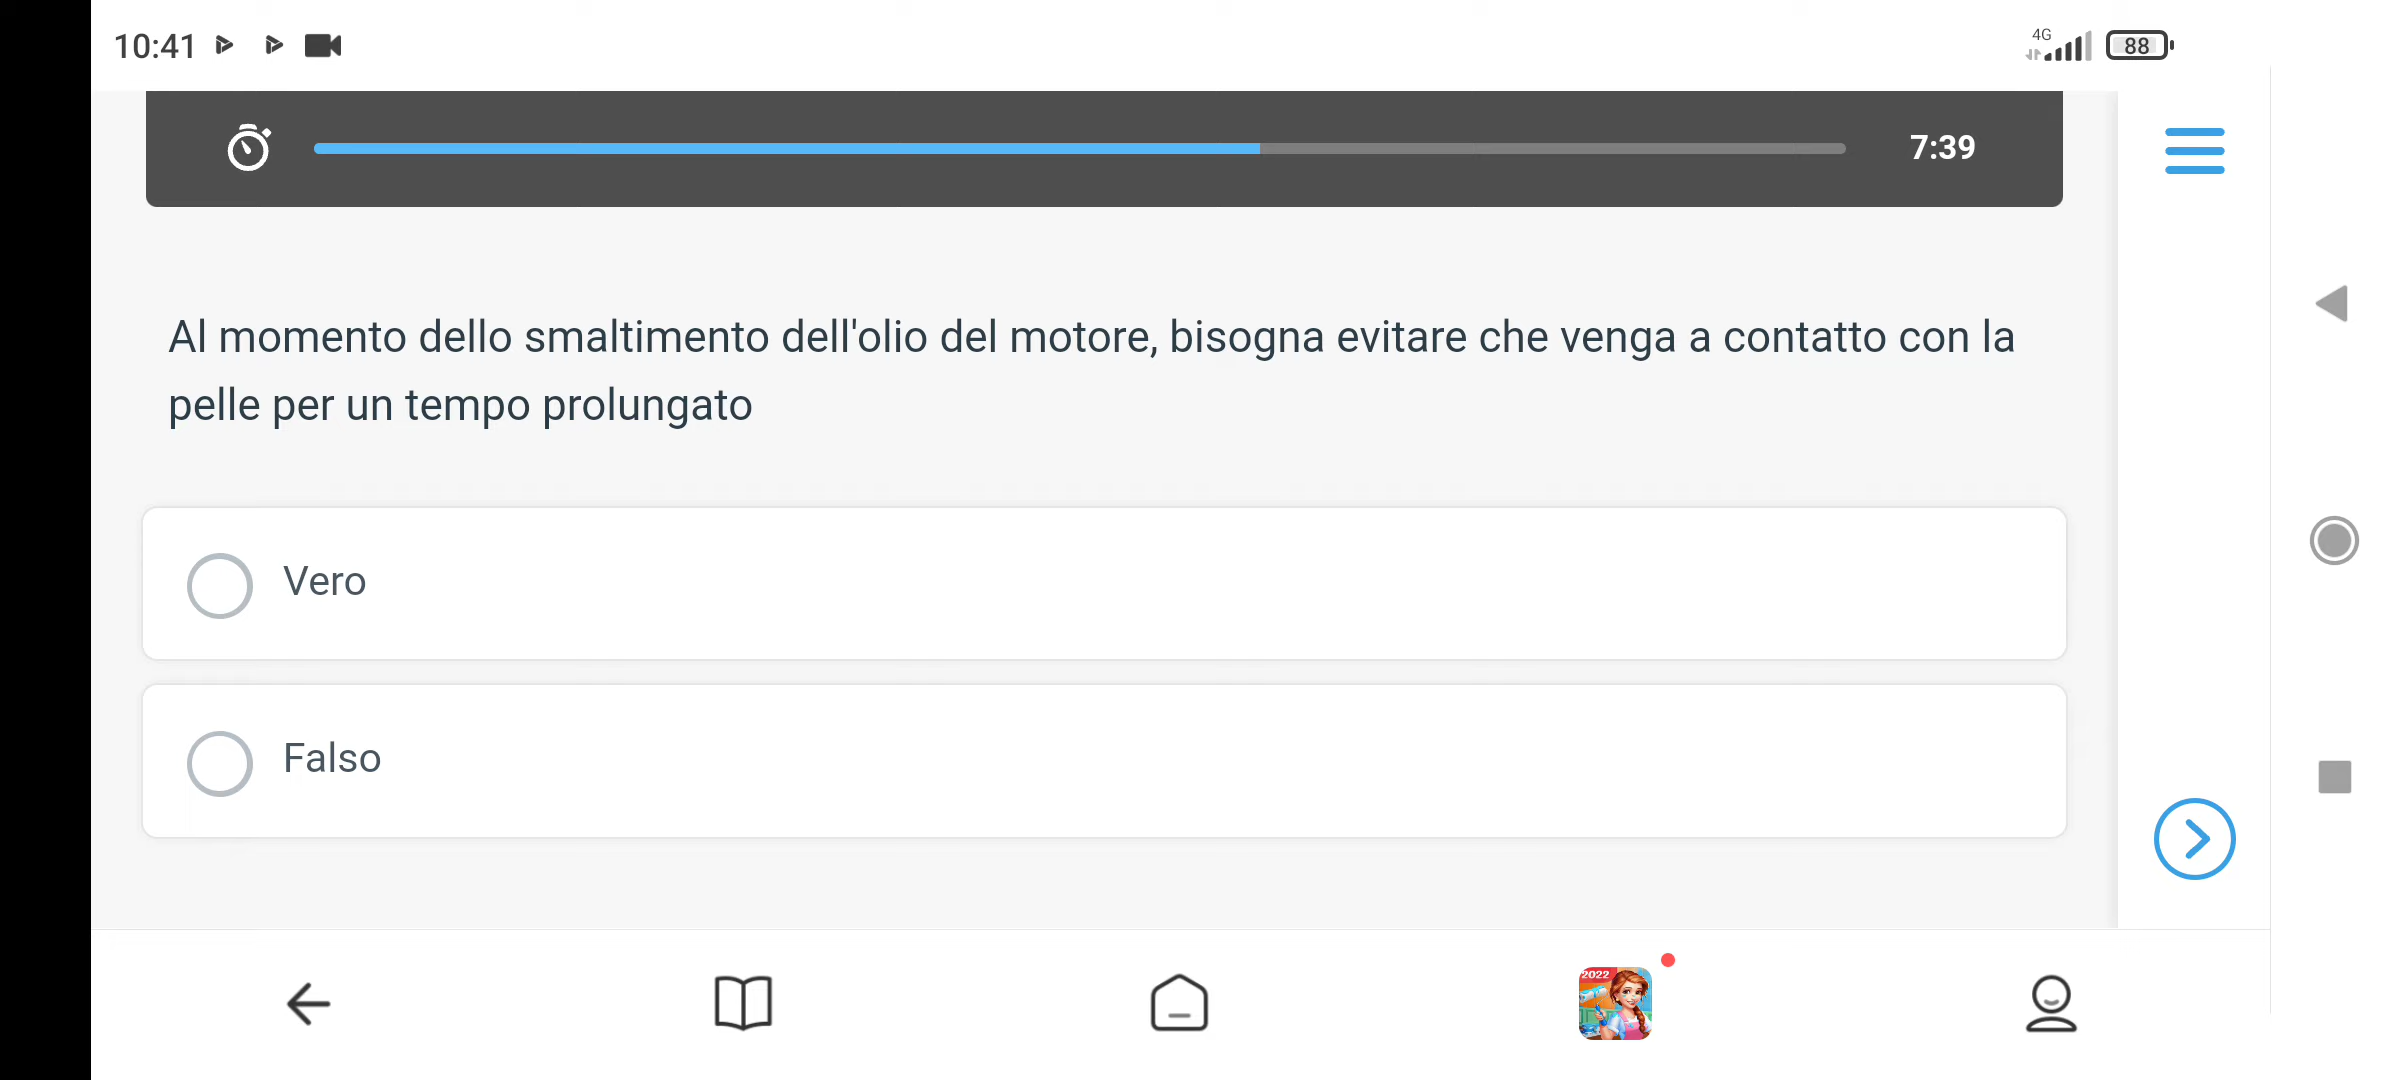 10:41
4G
88
7:39
Al momento dello smaltimento dell'olio del motore, bisogna evitare che venga a contatto con la
pelle per un tempo prolungato
Vero
Falso
2022